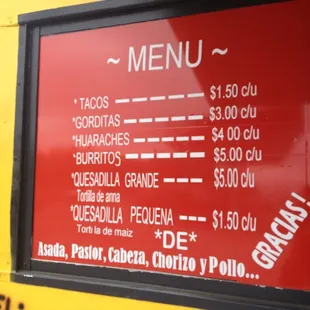 ~ MENU ~
* TACOS ------ $1.50 c/u
*GORDITAS ----- $3.00 c/u
*HUARACHES ---- $4 00 c/u
*BURRITOS ----- $5.00 c/u
*QUESADILLA GRANDE --- $5.00 c/u
Tortilla de anna
*QUESADILLA PEQUENA --- $1.50 c/u
Tortilla de maiz
*DE*
Asada, Pastor, Cabeza, Chorizo y Pollo...
GRACIAS!